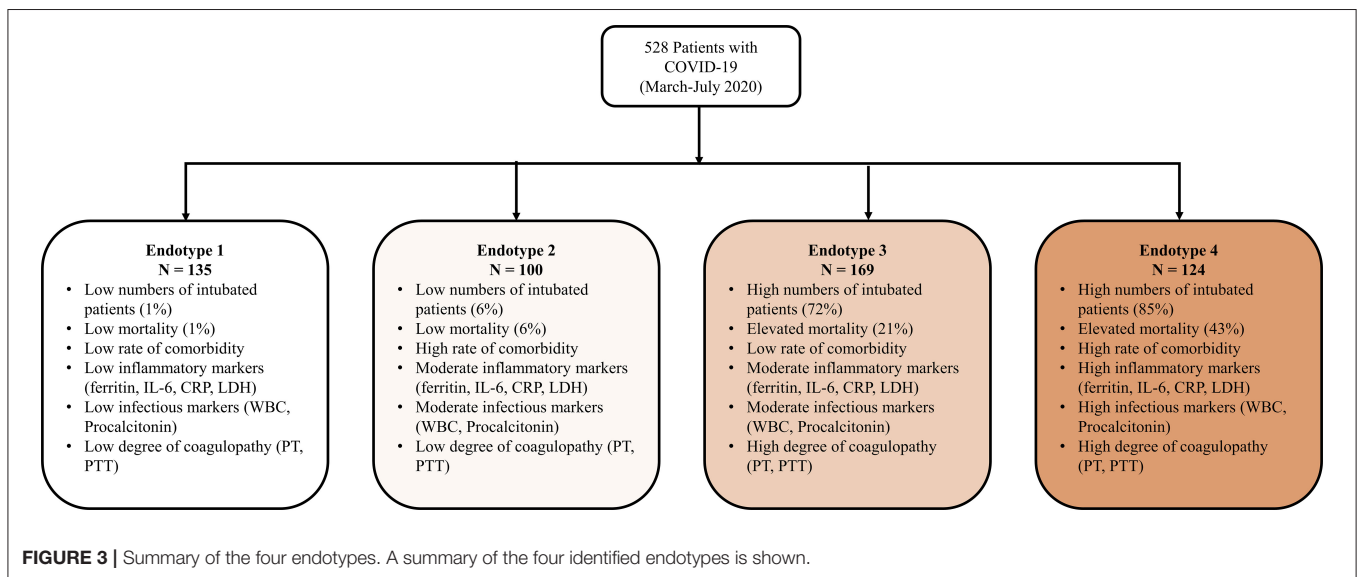 528 Patients with
COVID-19
(March-July 2020)
Endotype 1
N = 135
• Low numbers of intubated
patients (1%)
• Low mortality (1%)
• Low rate of comorbidity
• Low inflammatory markers
(ferritin, IL-6, CRP, LDH)
• Low infectious markers (WBC,
Procalcitonin)
• Low degree of coagulopathy (PT,
PTT)
Endotype 2
N = 100
• Low numbers of intubated
patients (6%)
• Low mortality (6%)
• High rate of comorbidity
• Moderate inflammatory markers
(ferritin, IL-6, CRP, LDH)
• Moderate infectious markers
(WBC, Procalcitonin)
• Low degree of coagulopathy (PT,
PTT)
Endotype 3
N = 169
• High numbers of intubated
patients (72%)
• Elevated mortality (21%)
• Low rate of comorbidity
• Moderate inflammatory markers
(ferritin, IL-6, CRP, LDH)
• Moderate infectious markers
(WBC, Procalcitonin)
• High degree of coagulopathy
(PT, PTT)
Endotype 4
N = 124
• High numbers of intubated
patients (85%)
• Elevated mortality (43%)
• High rate of comorbidity
• High inflammatory markers
(ferritin, IL-6, CRP, LDH)
• High infectious markers (WBC,
Procalcitonin)
• High degree of coagulopathy
(PT, PTT)
FIGURE 3 | Summary of the four endotypes. A summary of the four identified endotypes is shown.